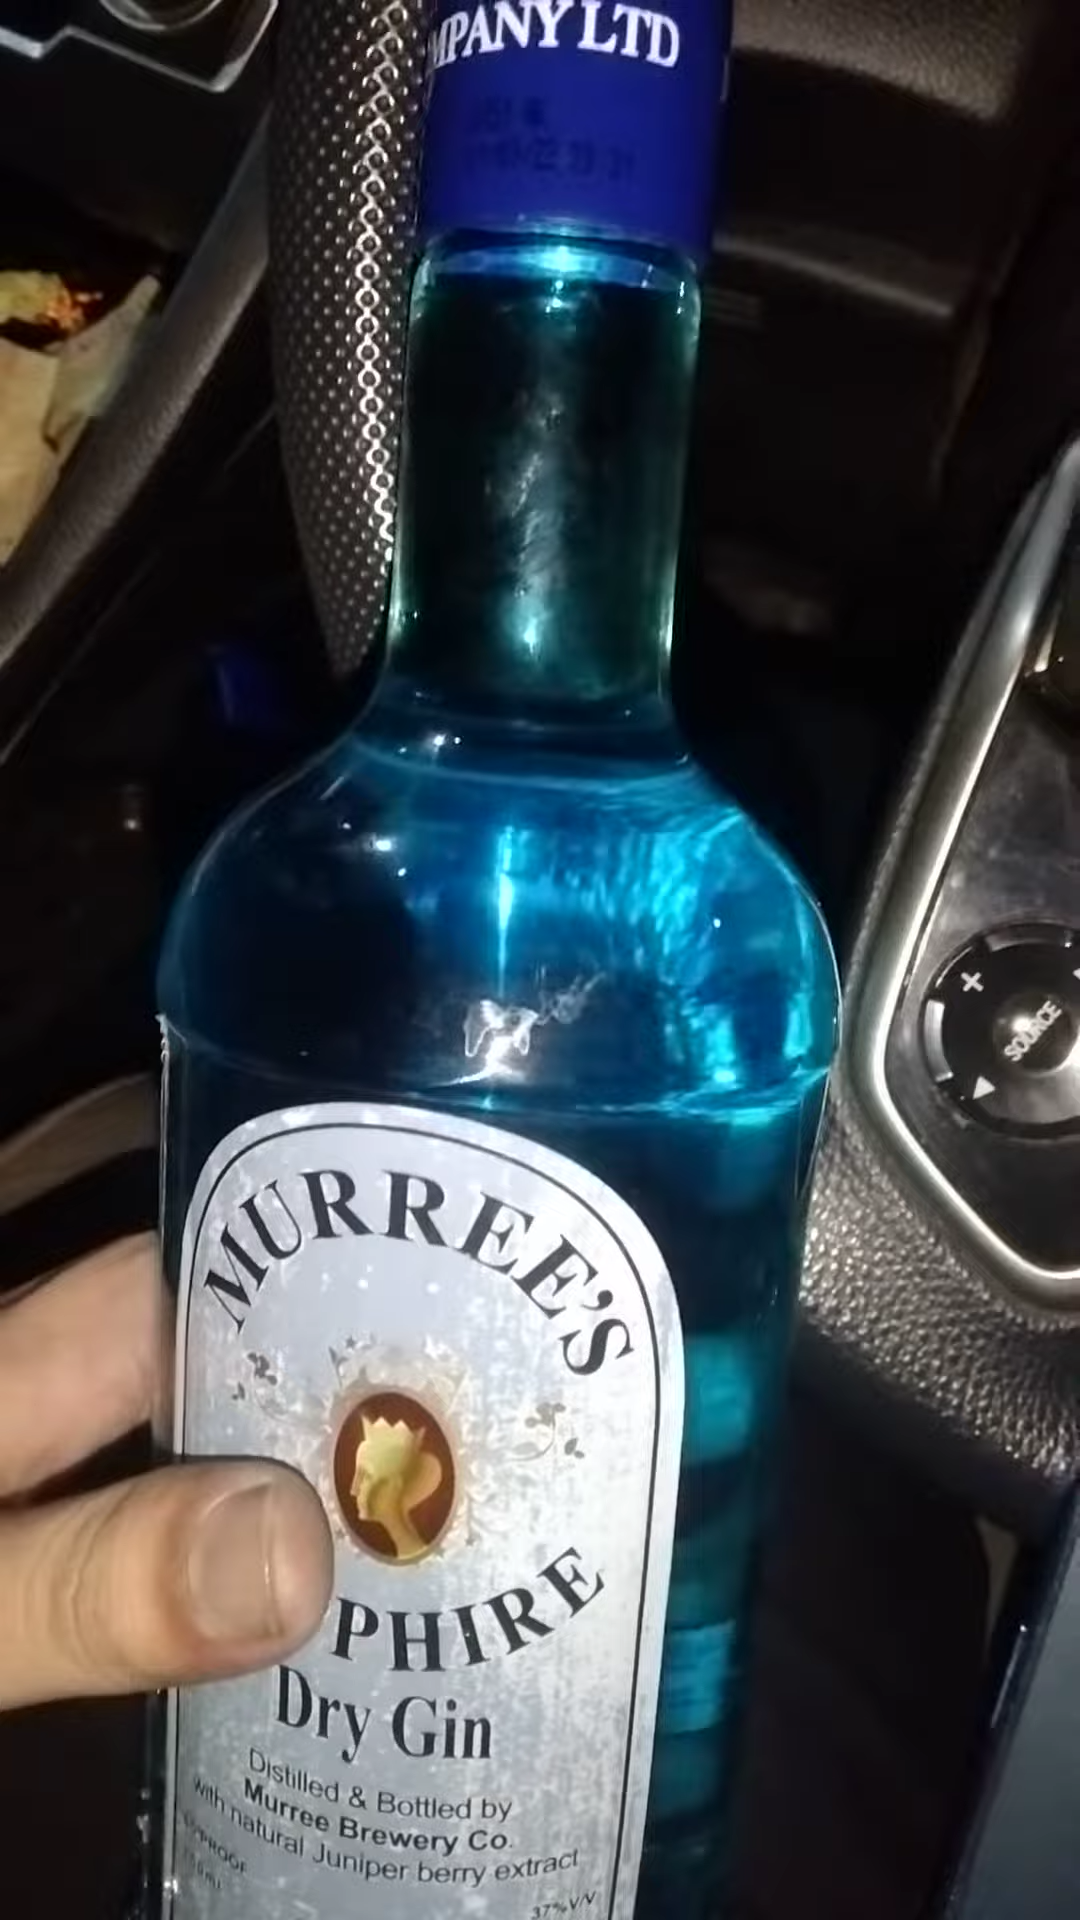 MPANY LTD
MURREE'S
PHIRE
Dry Gin
Distilled & Bottled by
Murree Brewery Co.
with natural Juniper berry extract
PROOF
37% V/V
+
SOURCE